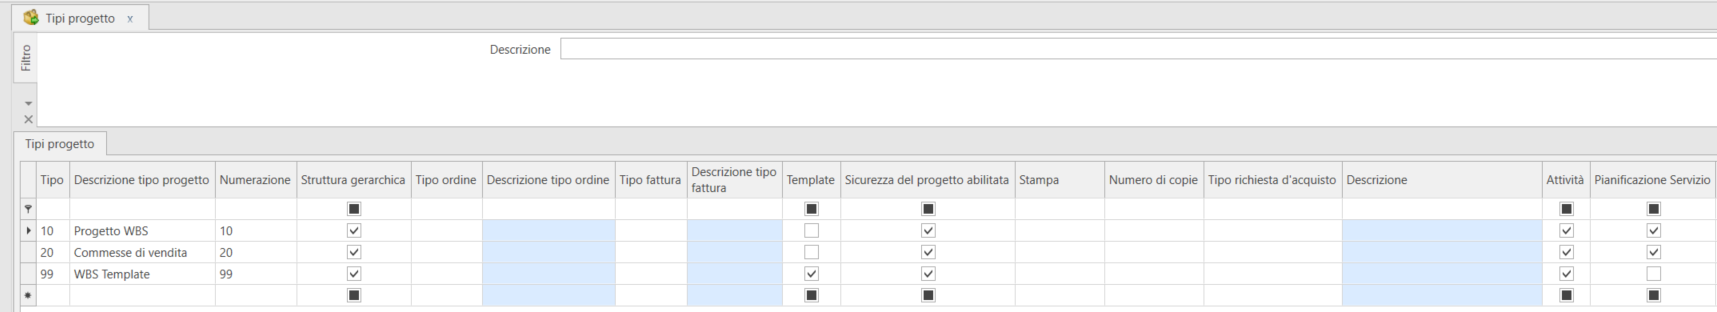 Tipi progetto x
Filtro
Descrizione
Tipi progetto
Tipo Descrizione tipo progetto Numerazione Struttura gerarchica Tipo ordine Descrizione tipo ordine Tipo fattura Descrizione tipo fattura Template Sicurezza del progetto abilitata Stampa Numero di copie Tipo richiesta d'acquisto Descrizione Attività Pianificazione Servizio
10 Progetto WBS 10
20 Commesse di vendita 20
99 WBS Template 99